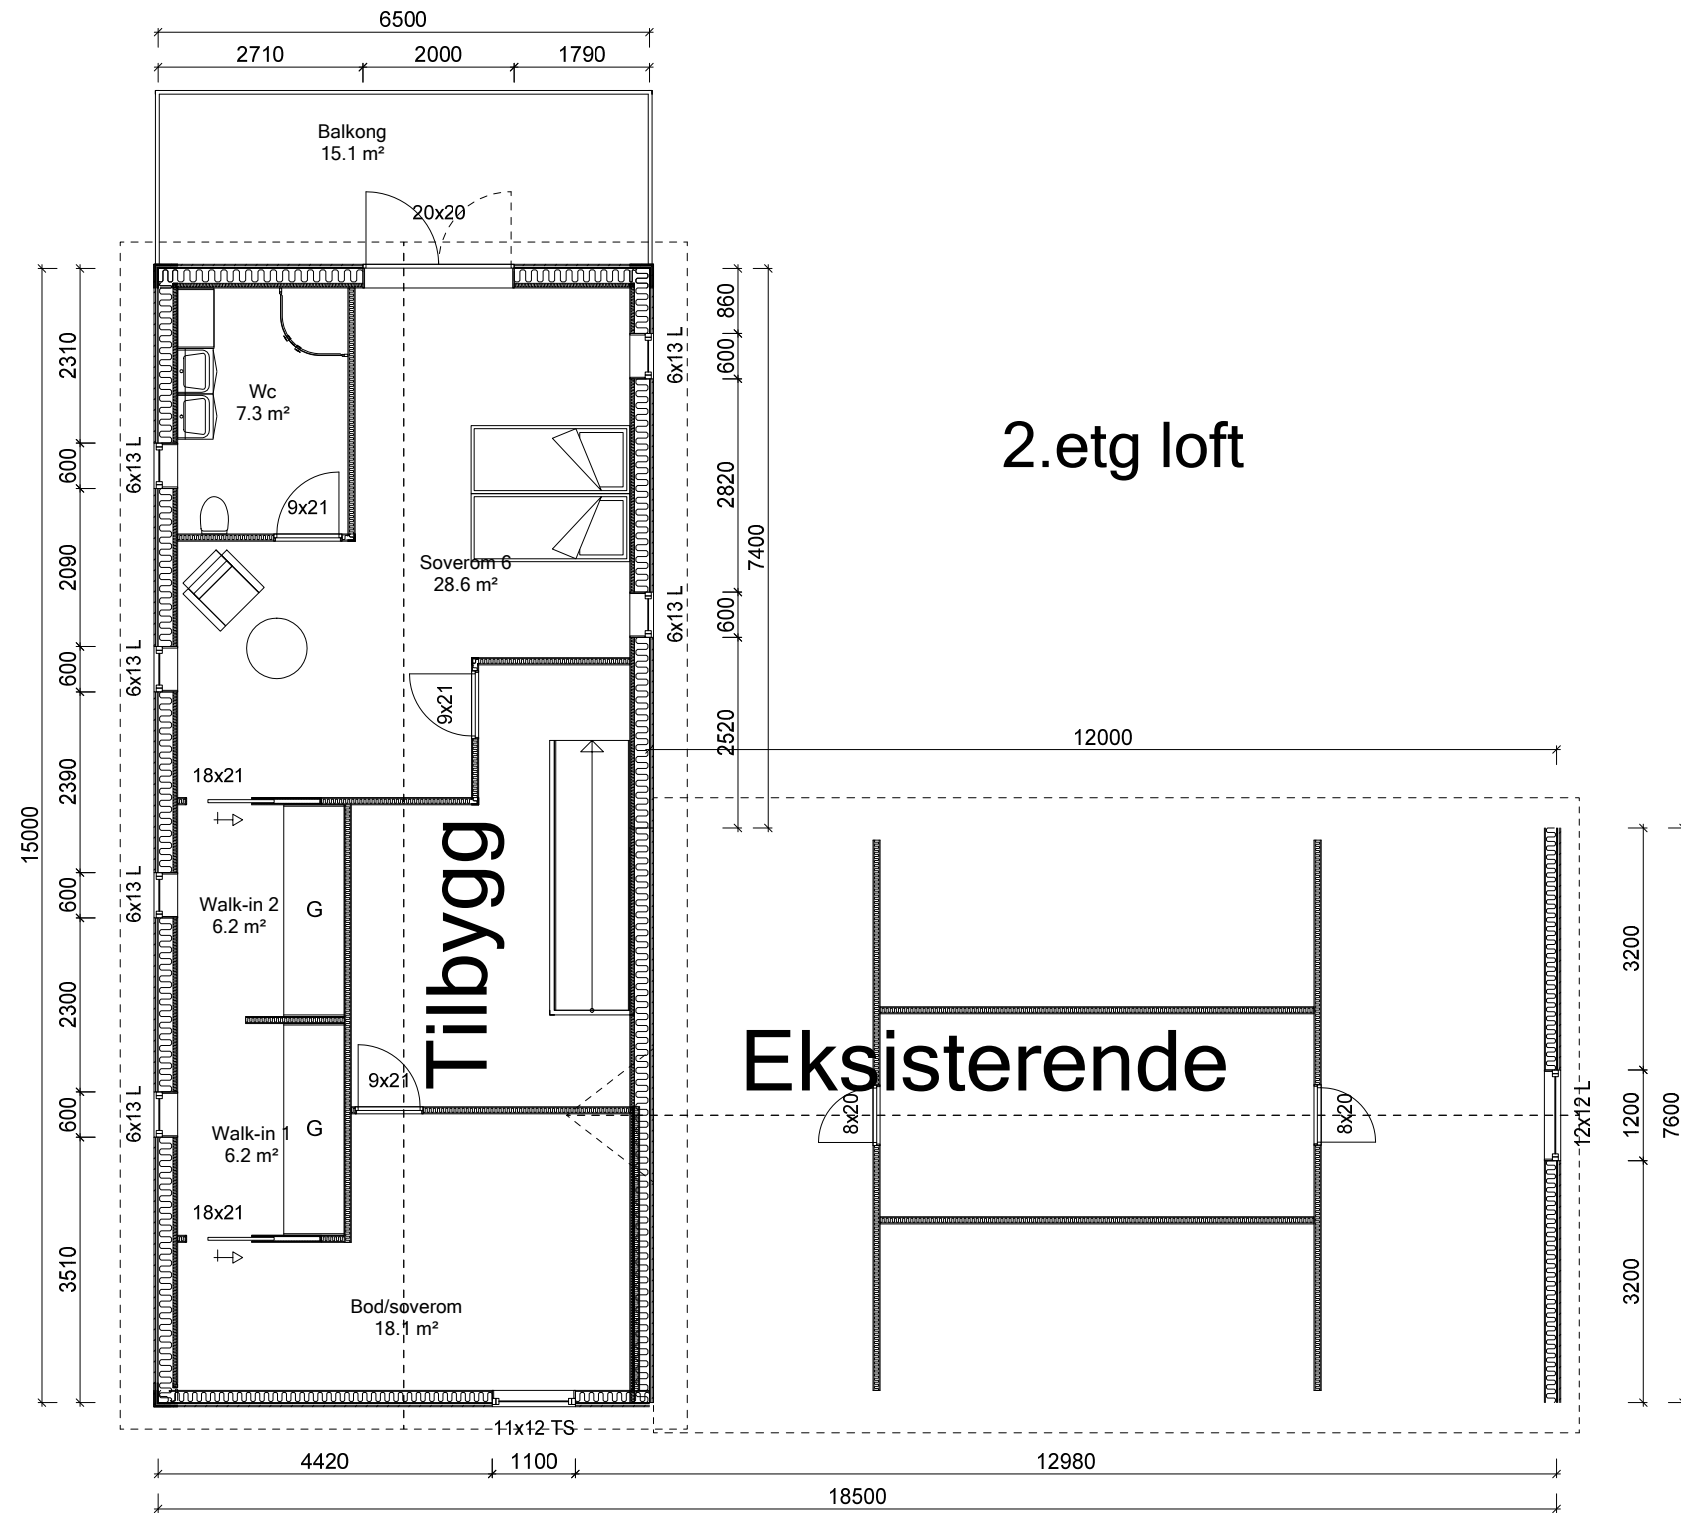 6500
2710
2000
1790
Balkong
15.1 m²
20x20
2310
600
2090
600
2390
600
2300
600
3510
15000
6x13 L
6x13 L
6x13 L
6x13 L
Wc
7.3 m²
9x21
Soverom 6
28.6 m²
9x21
18x21
Walk-in 2
6.2 m²
G
Walk-in 1
6.2 m²
G
18x21
9x21
Tilbygg
Bod/soverom
18.1 m²
11x12 TS
6x13 L
6x13 L
860
600
2820
600
2520
7400
2.etg loft
12000
Eksisterende
8x20
8x20
12x12 L
3200
1200
3200
7600
4420
1100
12980
18500